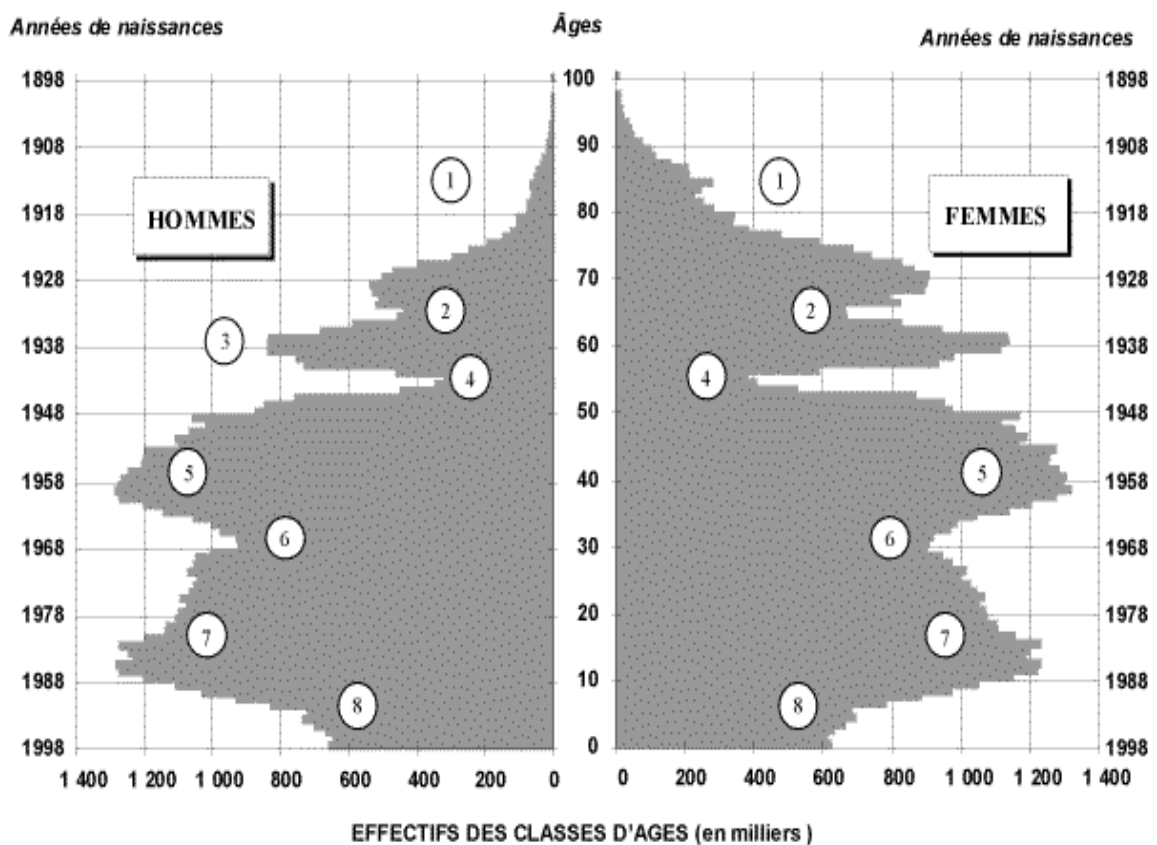 Années de naissances
Âges
Années de naissances
1898 100 1898
1908 90 1908
1 1
HOMMES FEMMES
1918 80 1918
1928 70 1928
2 2
3
1938 60 1938
4 4
1948 50 1948
5 5
1958 40 1958
6 6
1968 30 1968
1978 20 1978
7 7
1988 10 1988
8 8
1998 0 1998
1 400 1 200 1 000 800 600 400 200 0 0 200 400 600 800 1 000 1 200 1 400
EFFECTIFS DES CLASSES D'AGES (en milliers )